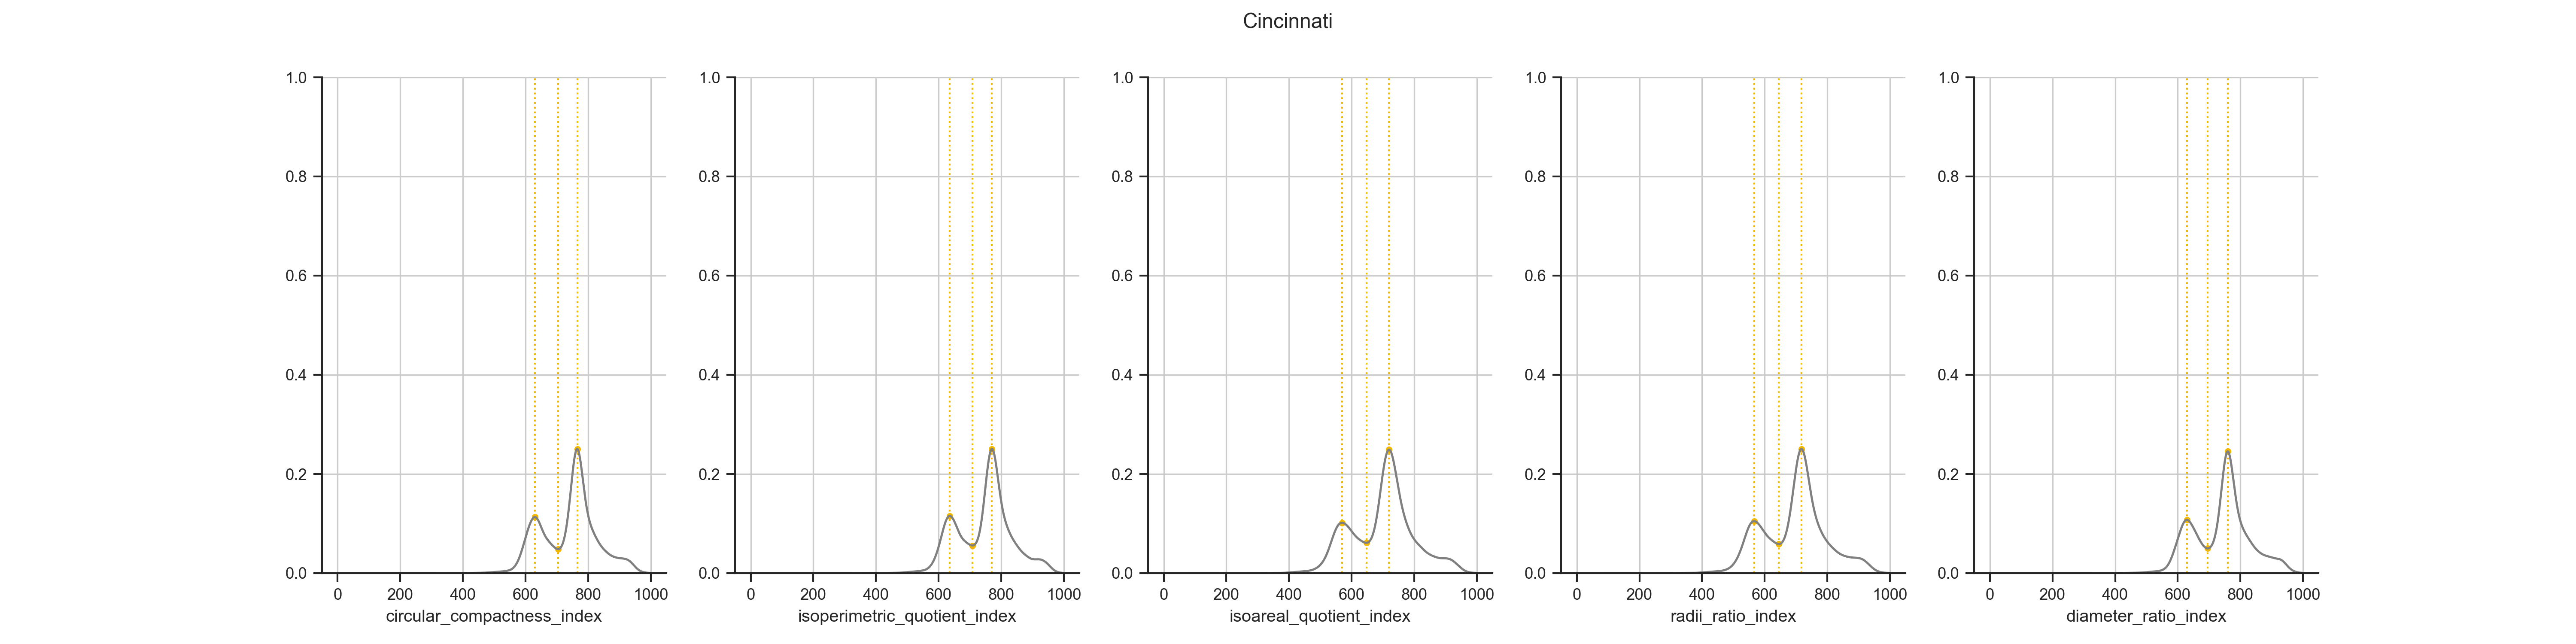 Cincinnati
1.0 1.0 1.0 1.0 1.0
0.8 0.8 0.8 0.8 0.8
0.6 0.6 0.6 0.6 0.6
0.4 0.4 0.4 0.4 0.4
0.2 0.2 0.2 0.2 0.2
0.0 0.0 0.0 0.0 0.0
0 200 400 600 800 1000 0 200 400 600 800 1000 0 200 400 600 800 1000 0 200 400 600 800 1000 0 200 400 600 800 1000
circular_compactness_index isoperimetric_quotient_index isoareal_quotient_index radii_ratio_index diameter_ratio_index